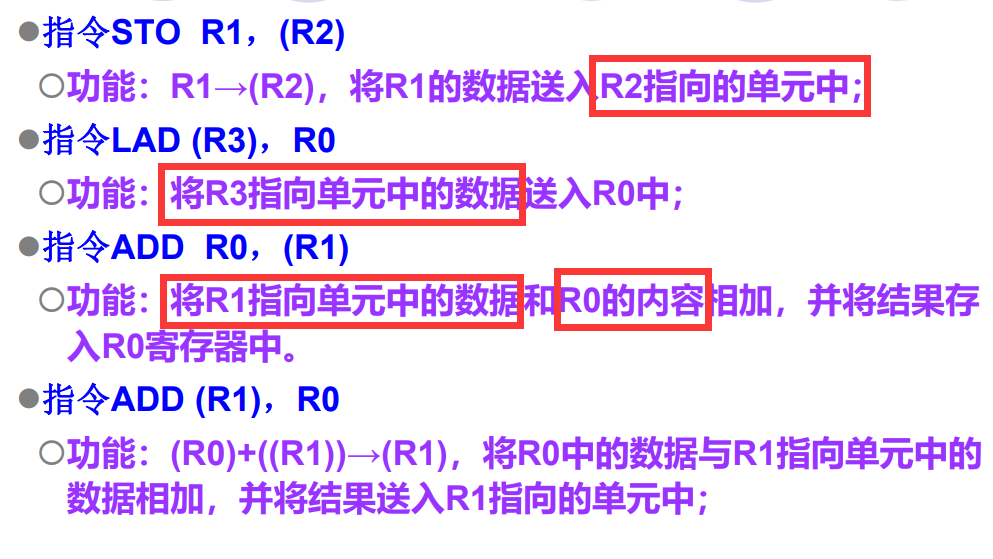 ●指令STO R1，(R2)
○功能：R1→(R2)，将R1的数据送入R2指向的单元中；
●指令LAD (R3)，R0
○功能：将R3指向单元中的数据送入R0中；
●指令ADD R0，(R1)
○功能：将R1指向单元中的数据和R0的内容相加，并将结果存
入R0寄存器中。
●指令ADD (R1)，R0
○功能：(R0)+((R1))→(R1)，将R0中的数据与R1指向单元中的
数据相加，并将结果送入R1指向的单元中；